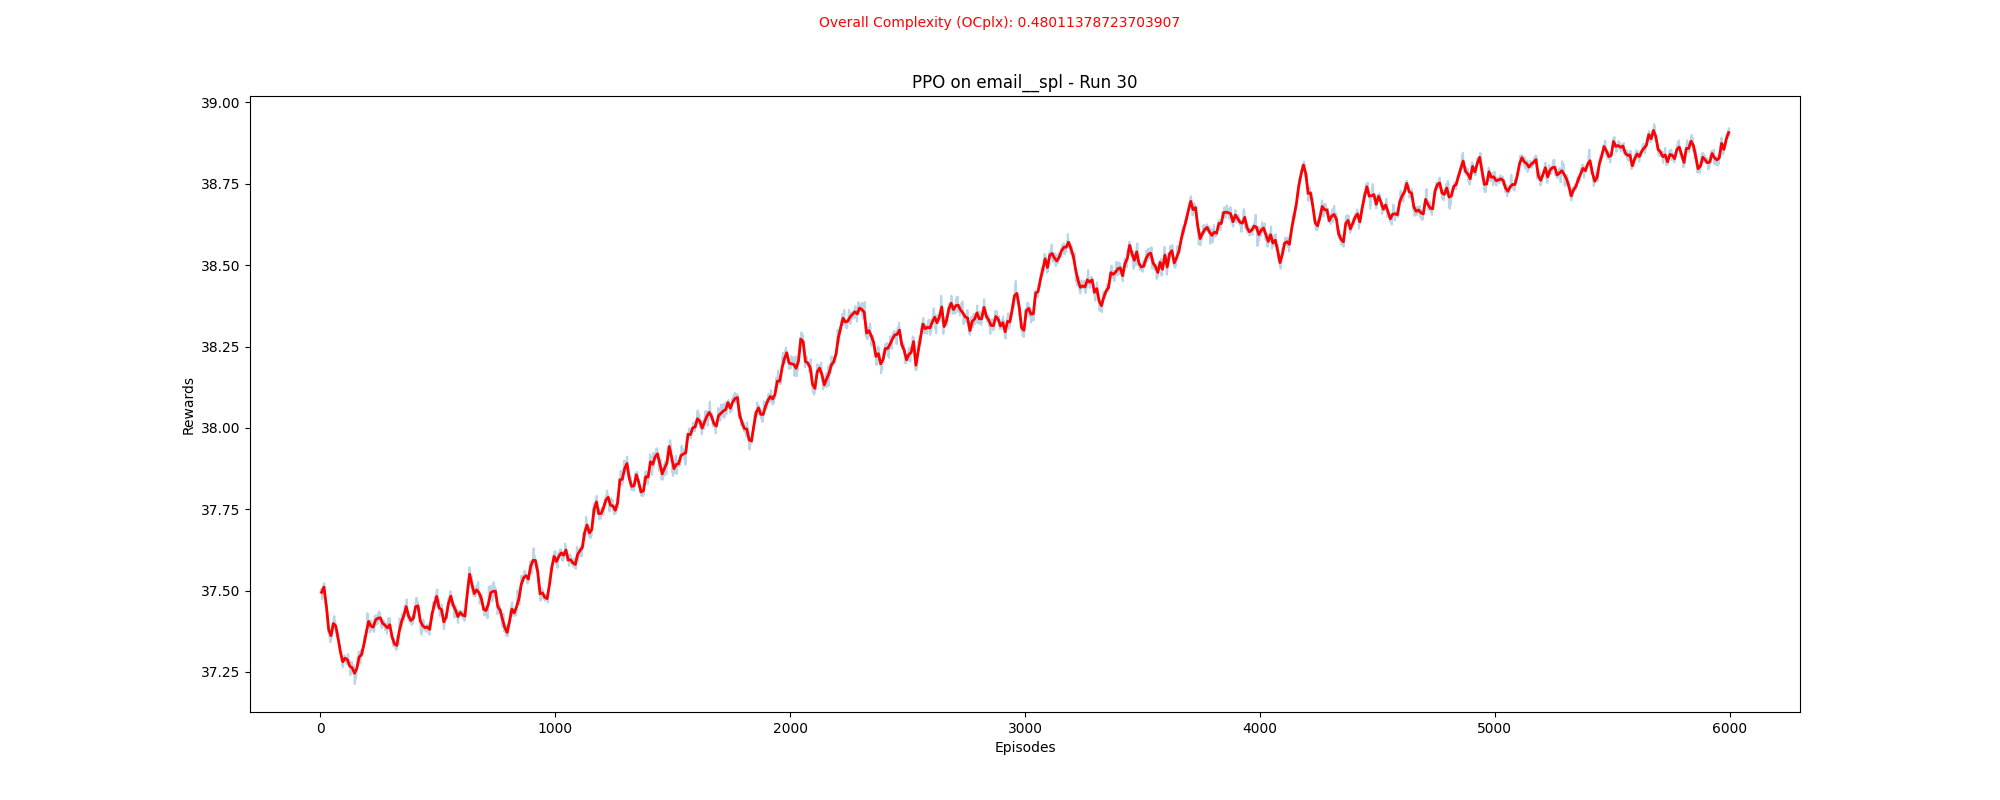 Overall Complexity (OCplx): 0.48011378723703907
PPO on email__spl - Run 30
39.00
38.75
38.50
38.25
38.00
37.75
37.50
37.25
Rewards
0 1000 2000 3000 4000 5000 6000
Episodes